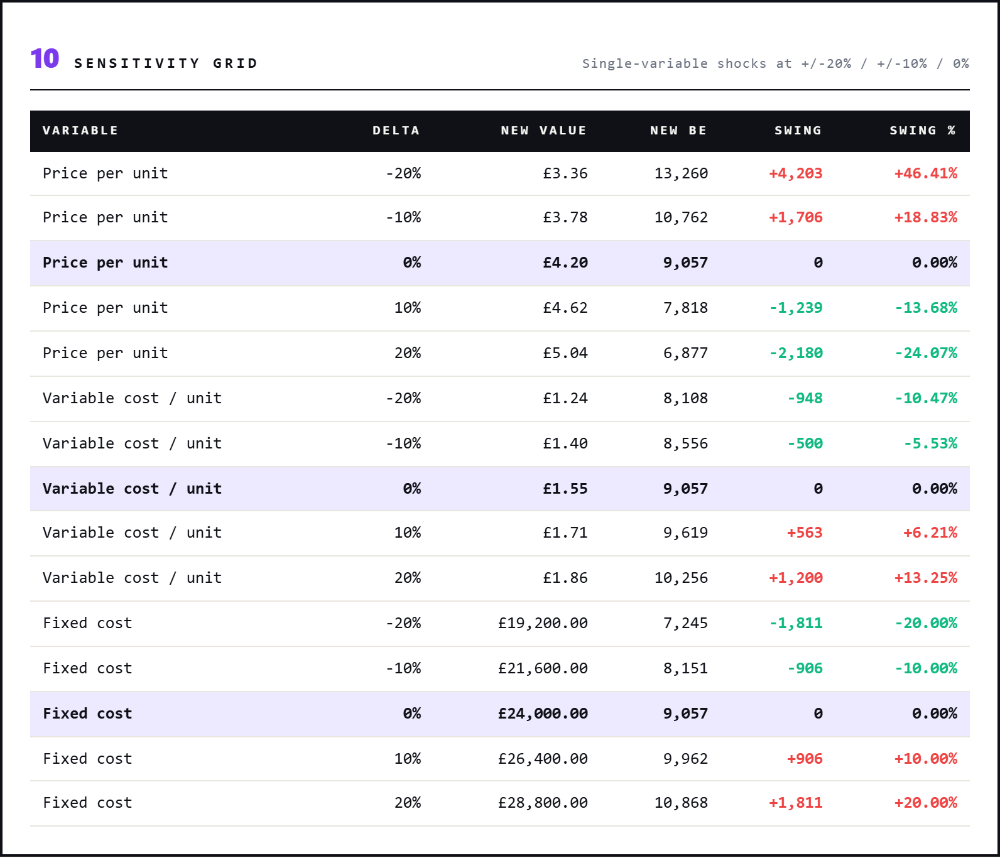 10 SENSITIVITY GRID Single-variable shocks at +/-20% / +/-10% / 0%
VARIABLE DELTA NEW VALUE NEW BE SWING SWING %
Price per unit -20% £3.36 13,260 +4,203 +46.41%
Price per unit -10% £3.78 10,762 +1,706 +18.83%
Price per unit 0% £4.20 9,057 0 0.00%
Price per unit 10% £4.62 7,818 -1,239 -13.68%
Price per unit 20% £5.04 6,877 -2,180 -24.07%
Variable cost / unit -20% £1.24 8,108 -948 -10.47%
Variable cost / unit -10% £1.40 8,556 -500 -5.53%
Variable cost / unit 0% £1.55 9,057 0 0.00%
Variable cost / unit 10% £1.71 9,619 +563 +6.21%
Variable cost / unit 20% £1.86 10,256 +1,200 +13.25%
Fixed cost -20% £19,200.00 7,245 -1,811 -20.00%
Fixed cost -10% £21,600.00 8,151 -906 -10.00%
Fixed cost 0% £24,000.00 9,057 0 0.00%
Fixed cost 10% £26,400.00 9,962 +906 +10.00%
Fixed cost 20% £28,800.00 10,868 +1,811 +20.00%